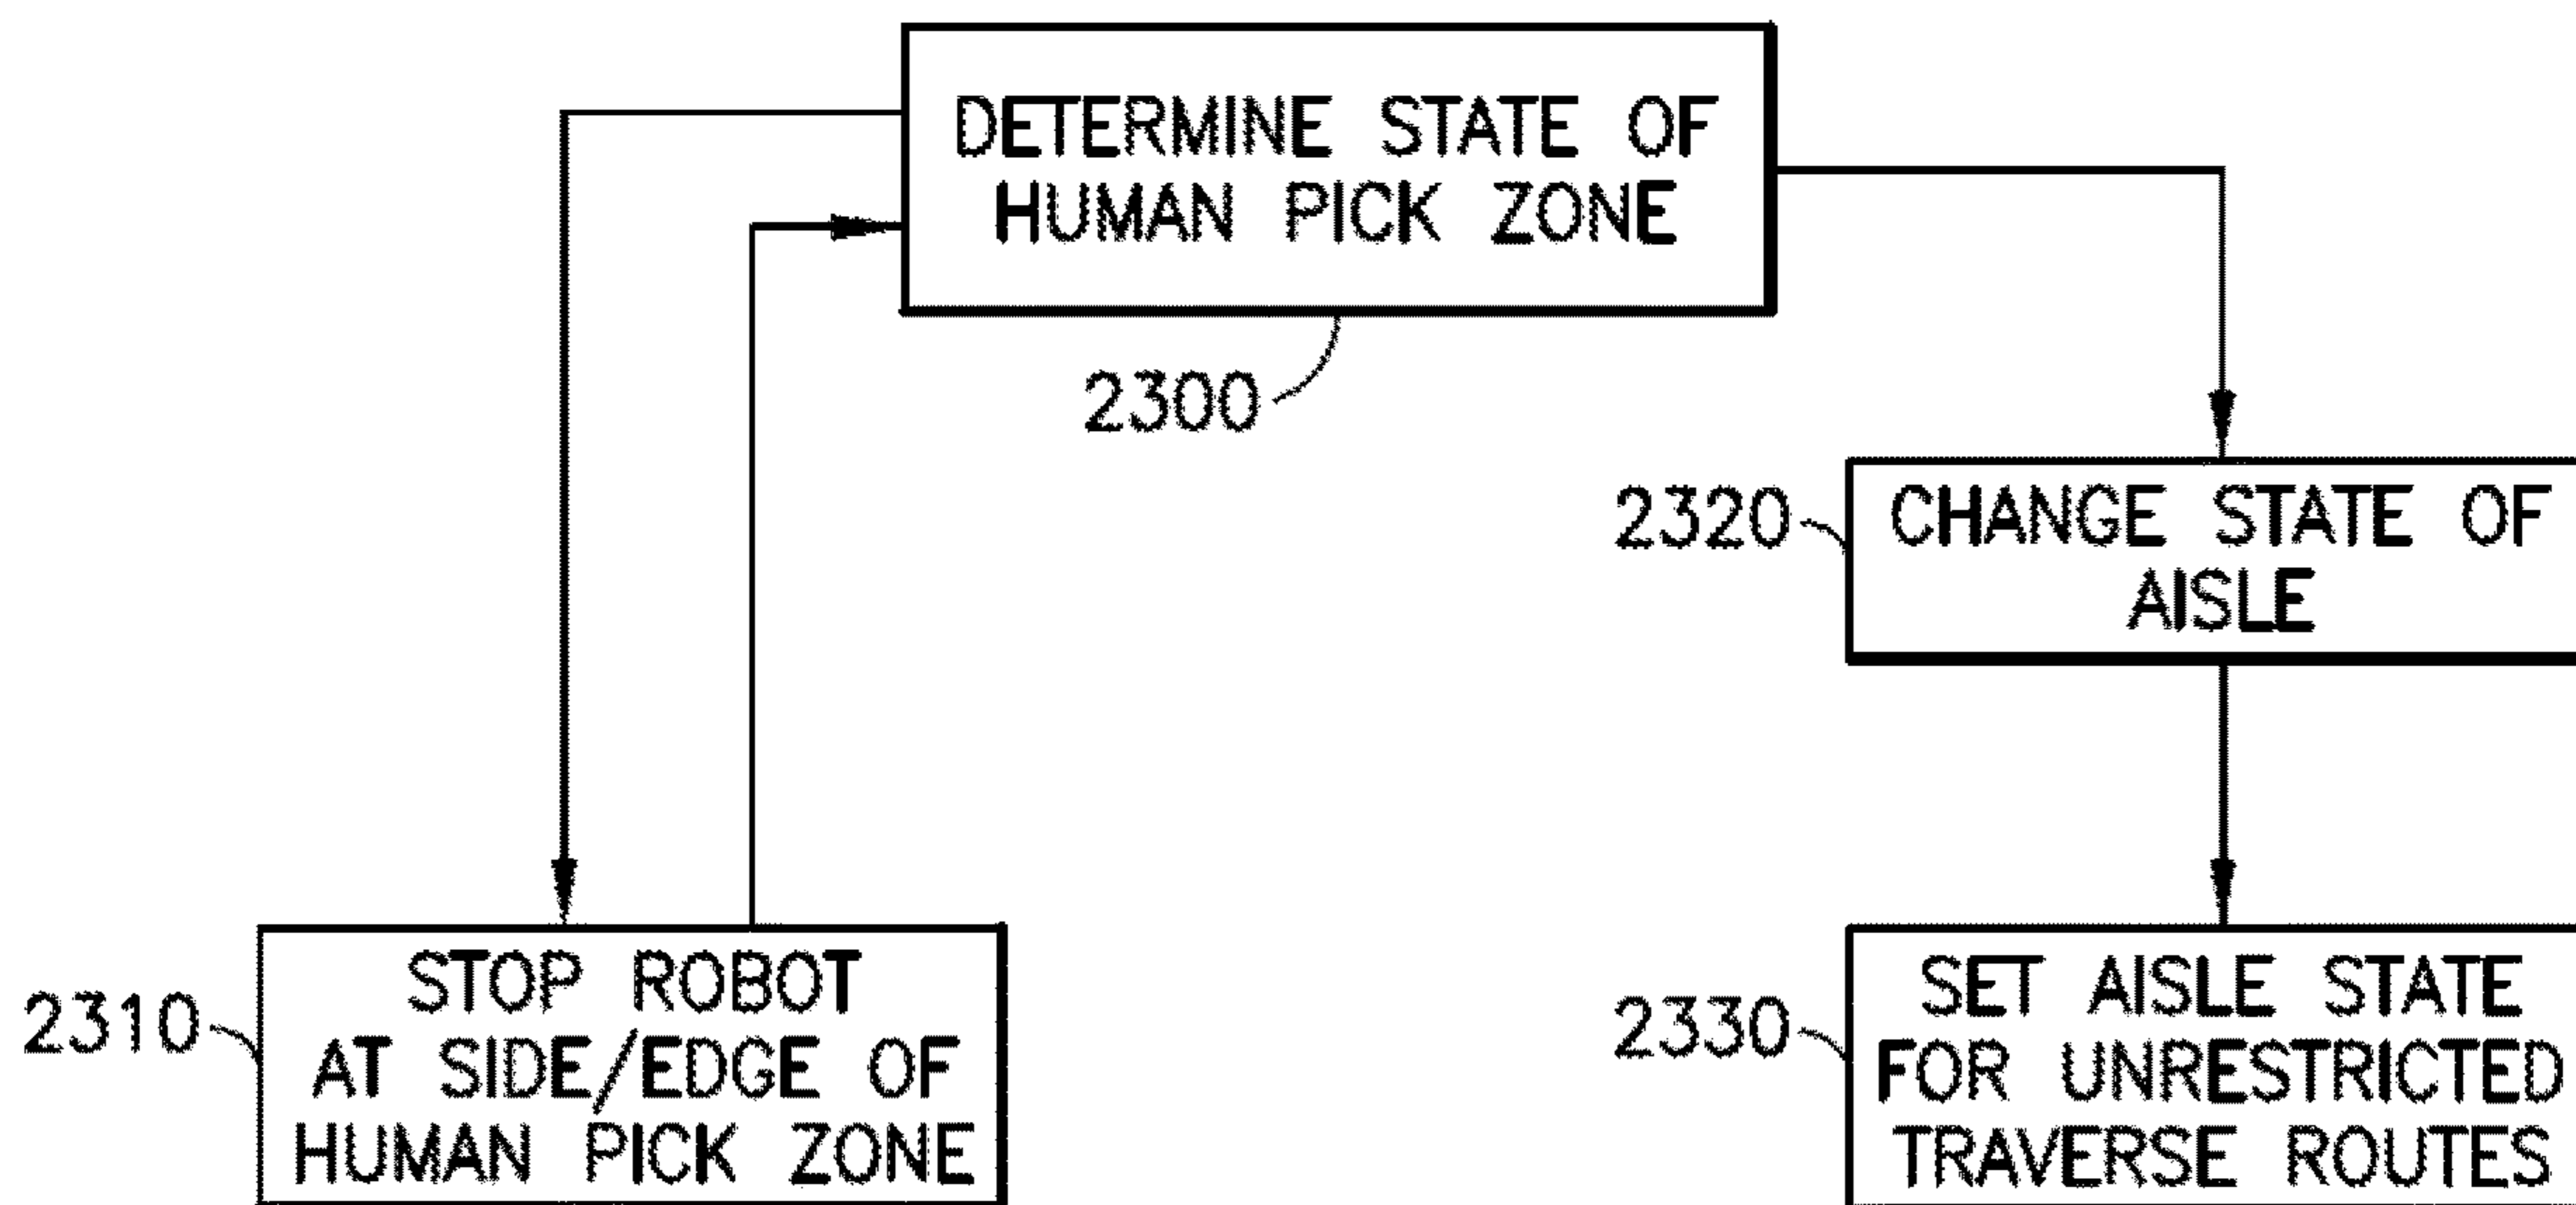 DETERMINE STATE OF
HUMAN PICK ZONE
2300
2320
CHANGE STATE OF
AISLE
2310
STOP ROBOT
AT SIDE/EDGE OF
HUMAN PICK ZONE
2330
SET AISLE STATE
FOR UNRESTRICTED
TRAVERSE ROUTES